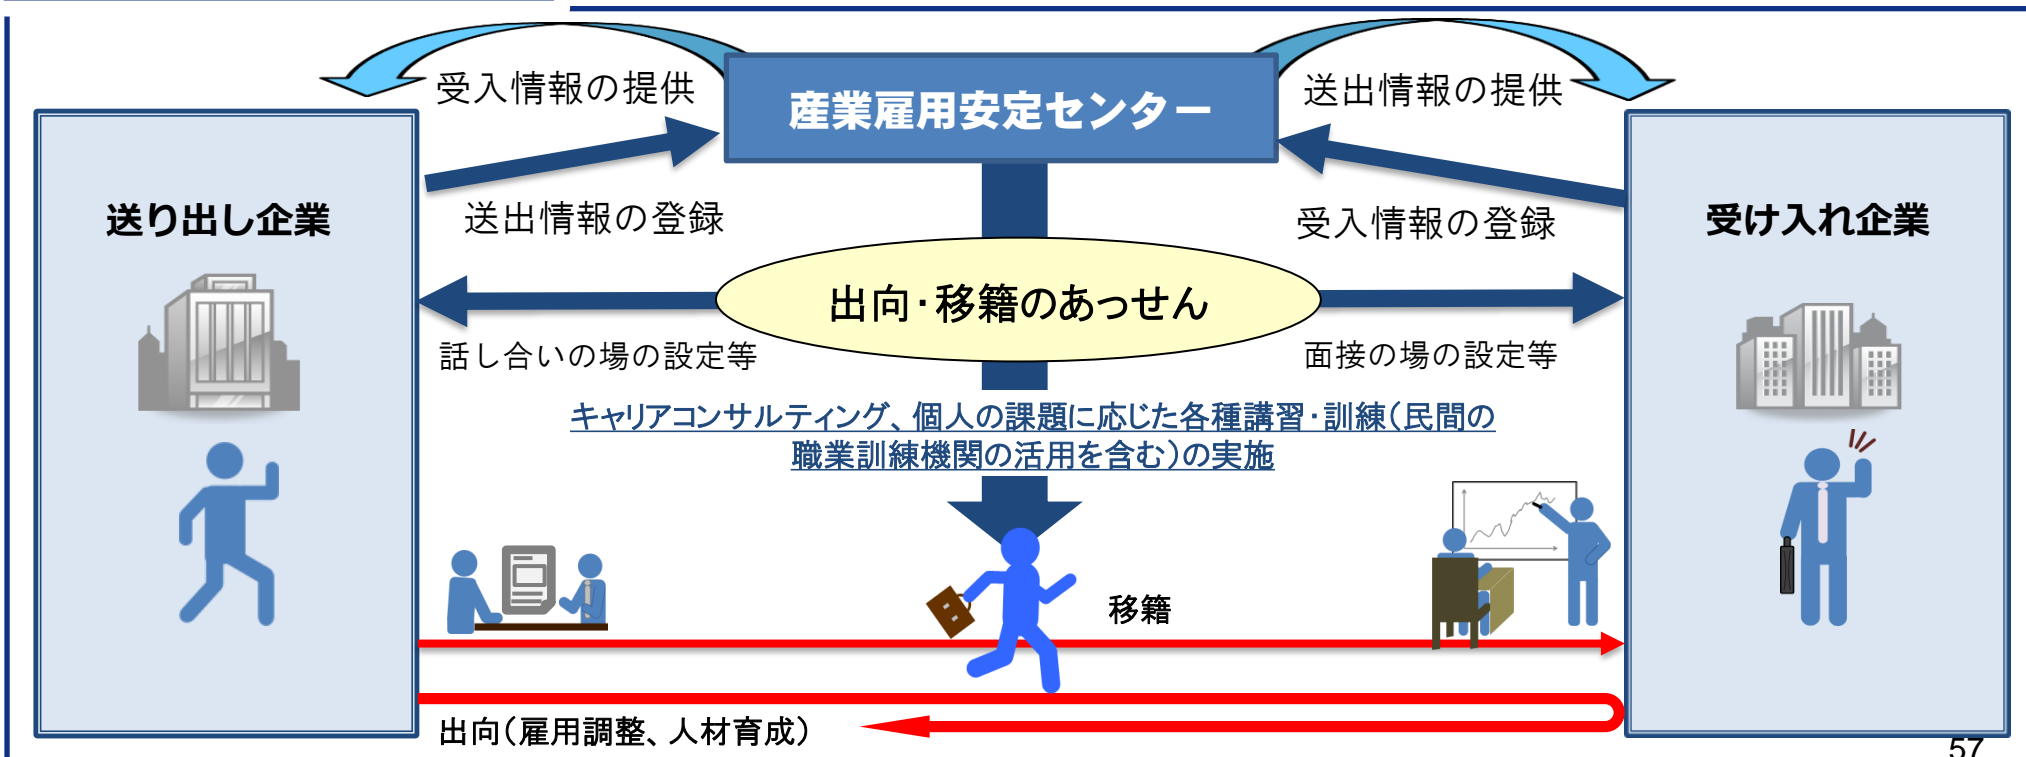 受入情報の提供
産業雇用安定センター
送出情報の提供
送り出し企業
送出情報の登録
受入情報の登録
受け入れ企業
出向・移籍のあっせん
話し合いの場の設定等
面接の場の設定等
キャリアコンサルティング、個人の課題に応じた各種講習・訓練（民間の
職業訓練機関の活用を含む）の実施
移籍
出向（雇用調整、人材育成）
57